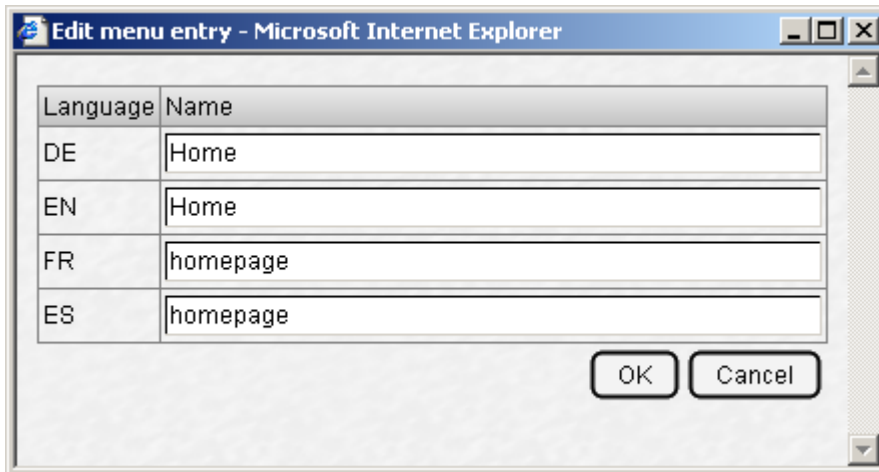 Edit menu entry - Microsoft Internet Explorer
Language Name
DE Home
EN Home
FR homepage
ES homepage
OK Cancel